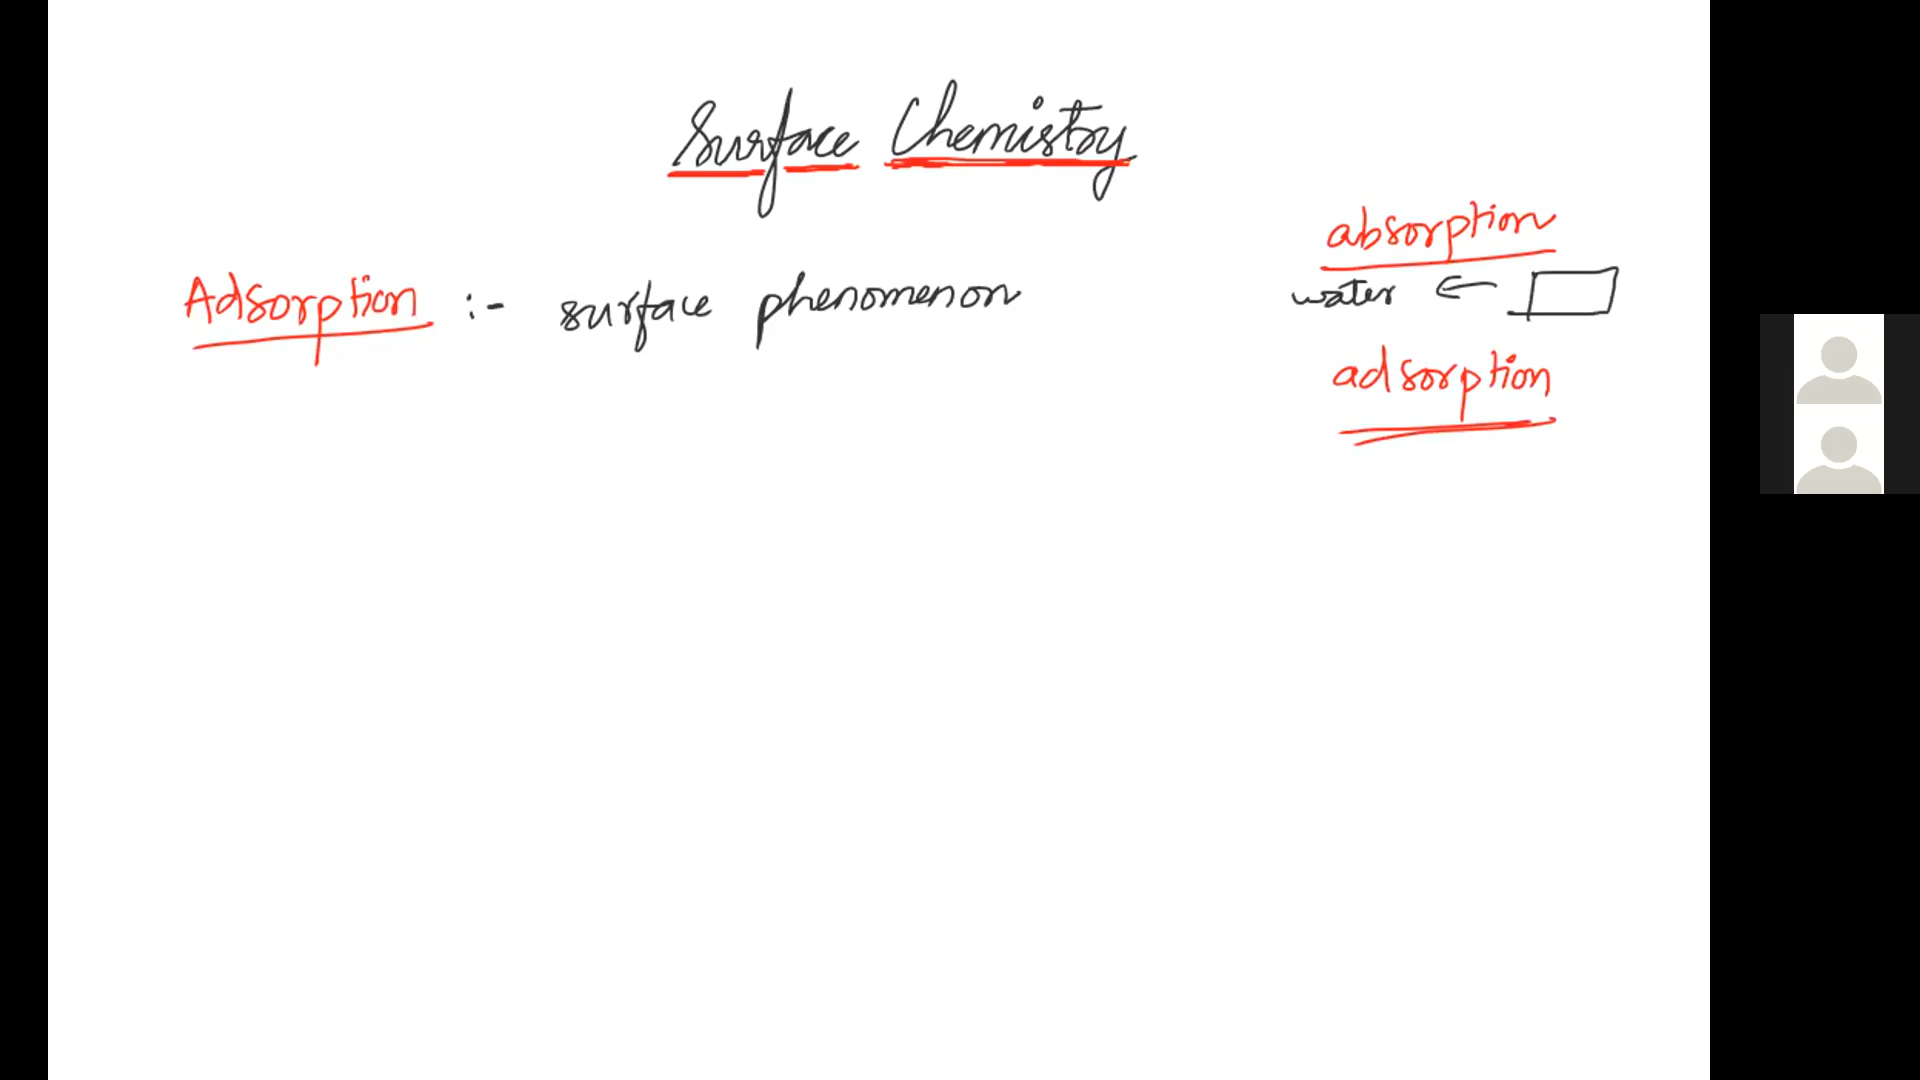 Surface Chemistry
Adsorption :- surface phenomenon
absorption
water ←
adsorption